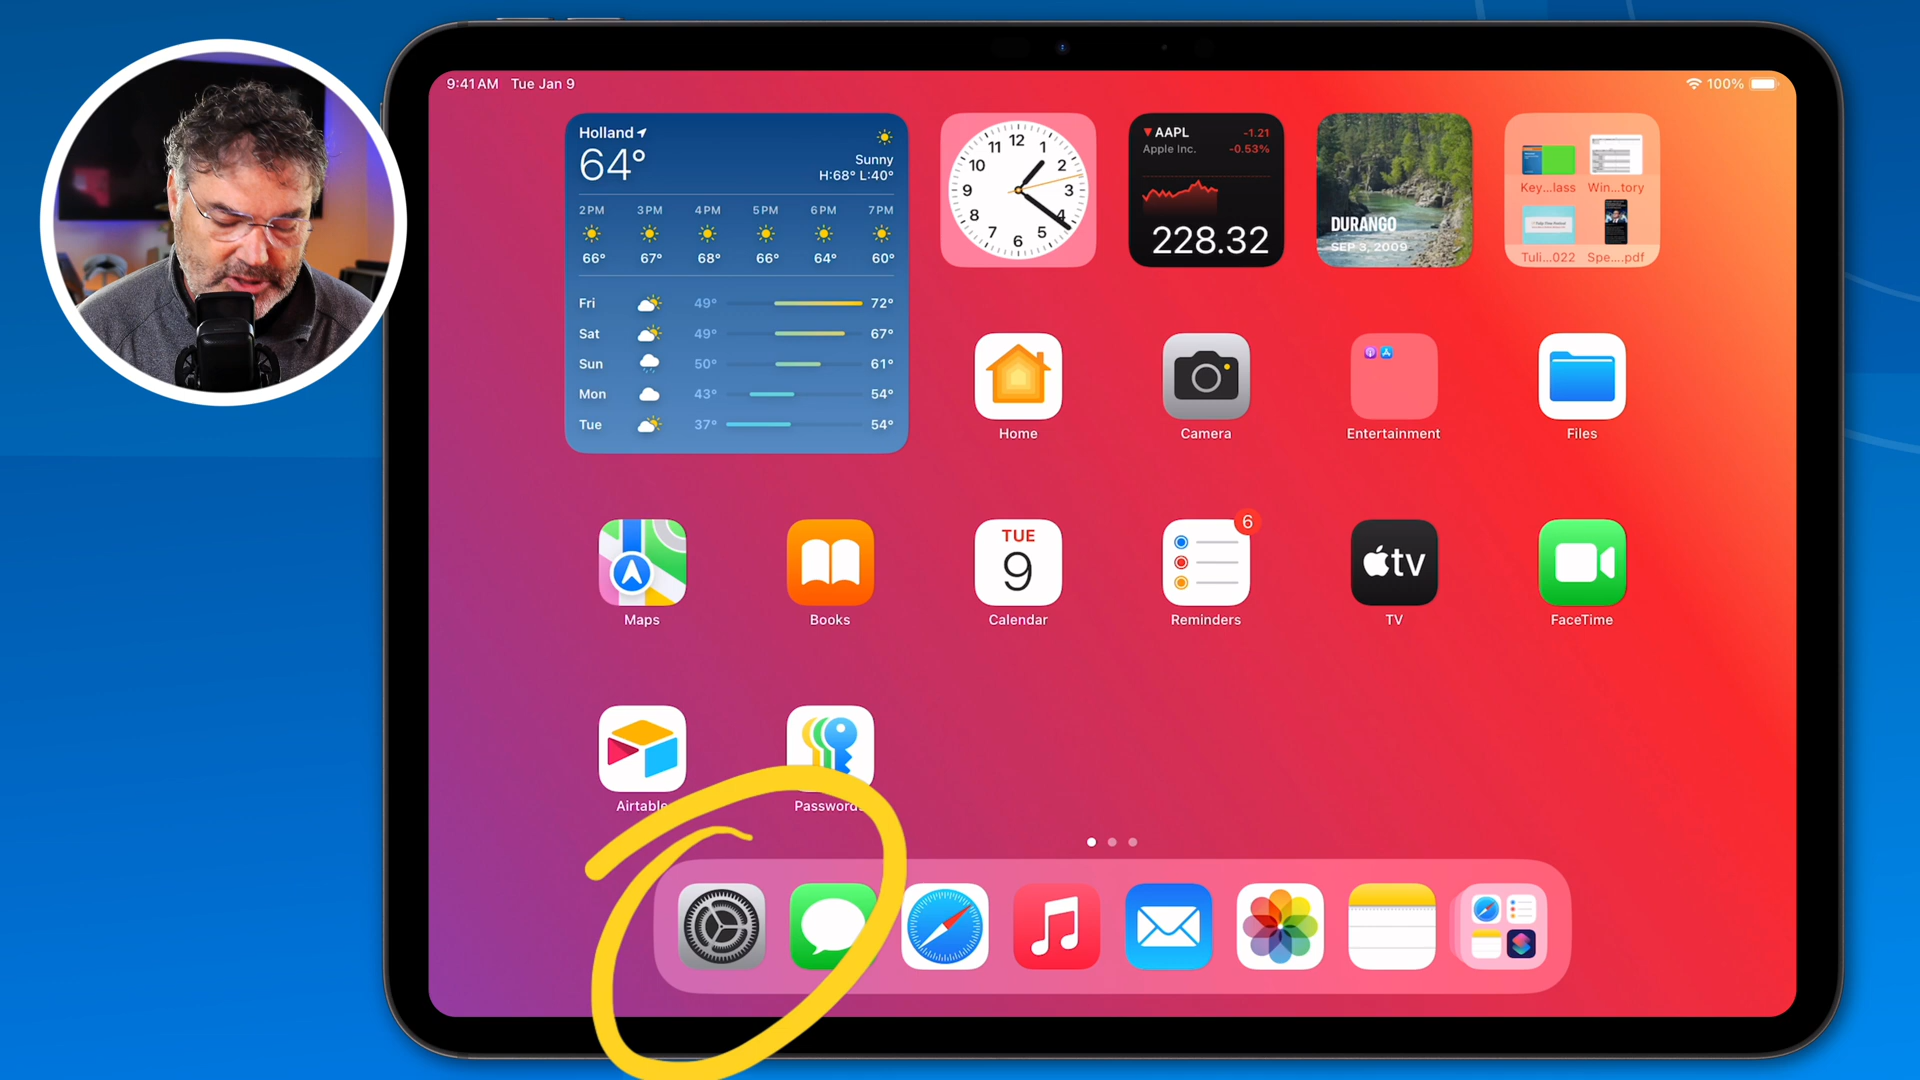 9:41 AM Tue Jan 9
100%
Holland
64°
Sunny
H:68° L:40°
2PM 3PM 4PM 5PM 6PM 7PM
66° 67° 68° 66° 64° 60°
Fri 49° 72°
Sat 49° 67°
Sun 50° 61°
Mon 43° 54°
Tue 37° 54°
12 1 2 3 4 5 6 7 8 9 10 11
AAPL -1.21
Apple Inc. -0.53%
228.32
DURANGO
SEP 3, 2009
Key...lass Win...tory
Tuli...022 Spe....pdf
Home
Camera
Entertainment
Files
TUE
9
6
tv
Maps
Books
Calendar
Reminders
TV
FaceTime
Airtable
Passwords